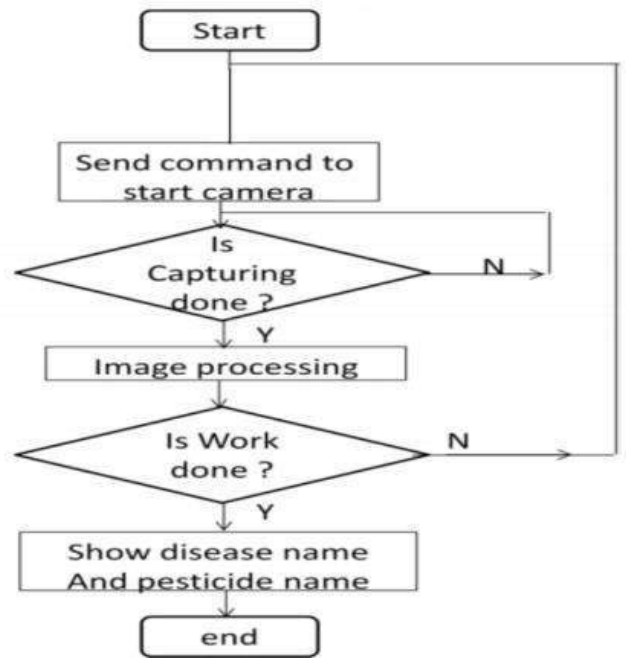 Start
Send command to
start camera
Is
Capturing
done ?
N
Y
Image processing
Is Work
done ?
N
Y
Show disease name
And pesticide name
end